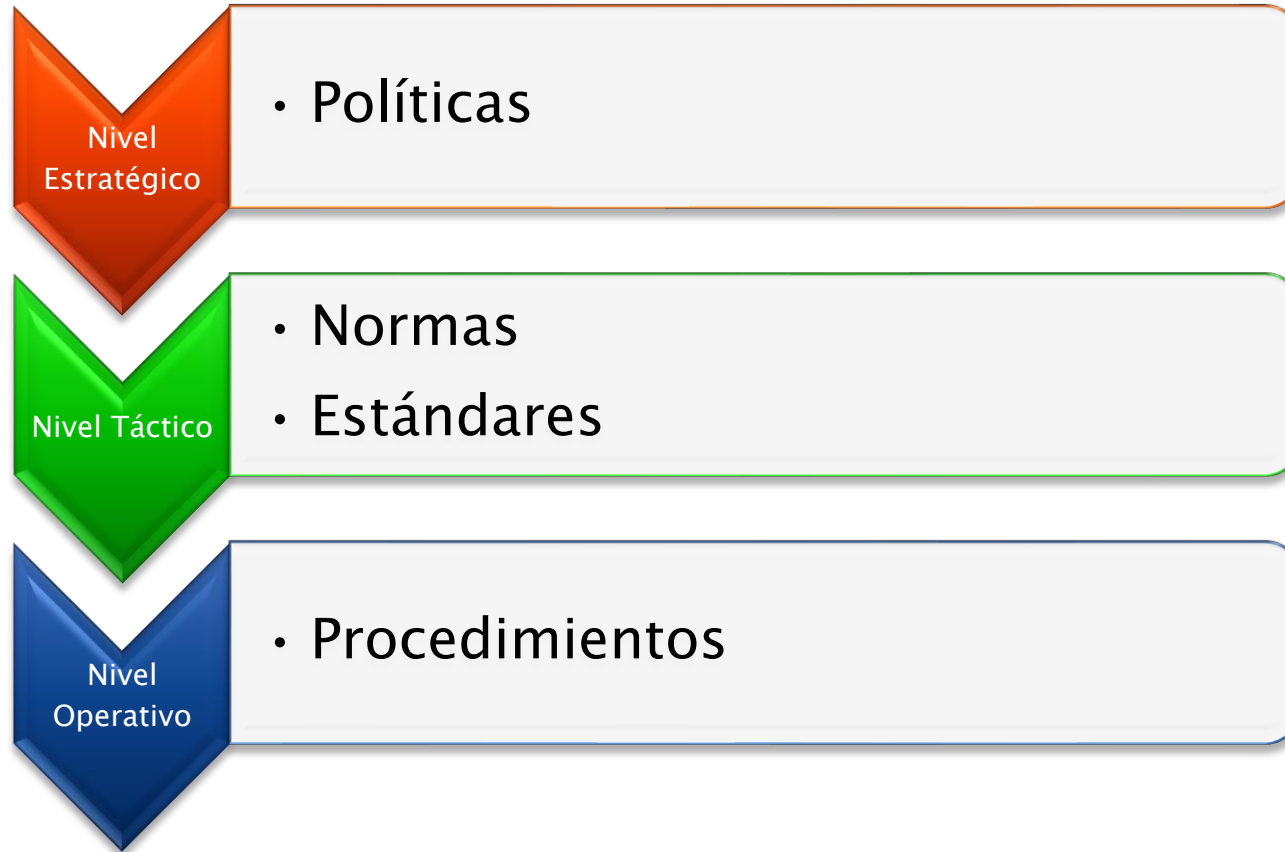 Nivel
Estratégico
• Políticas
Nivel Táctico
• Normas
• Estándares
Nivel
Operativo
• Procedimientos